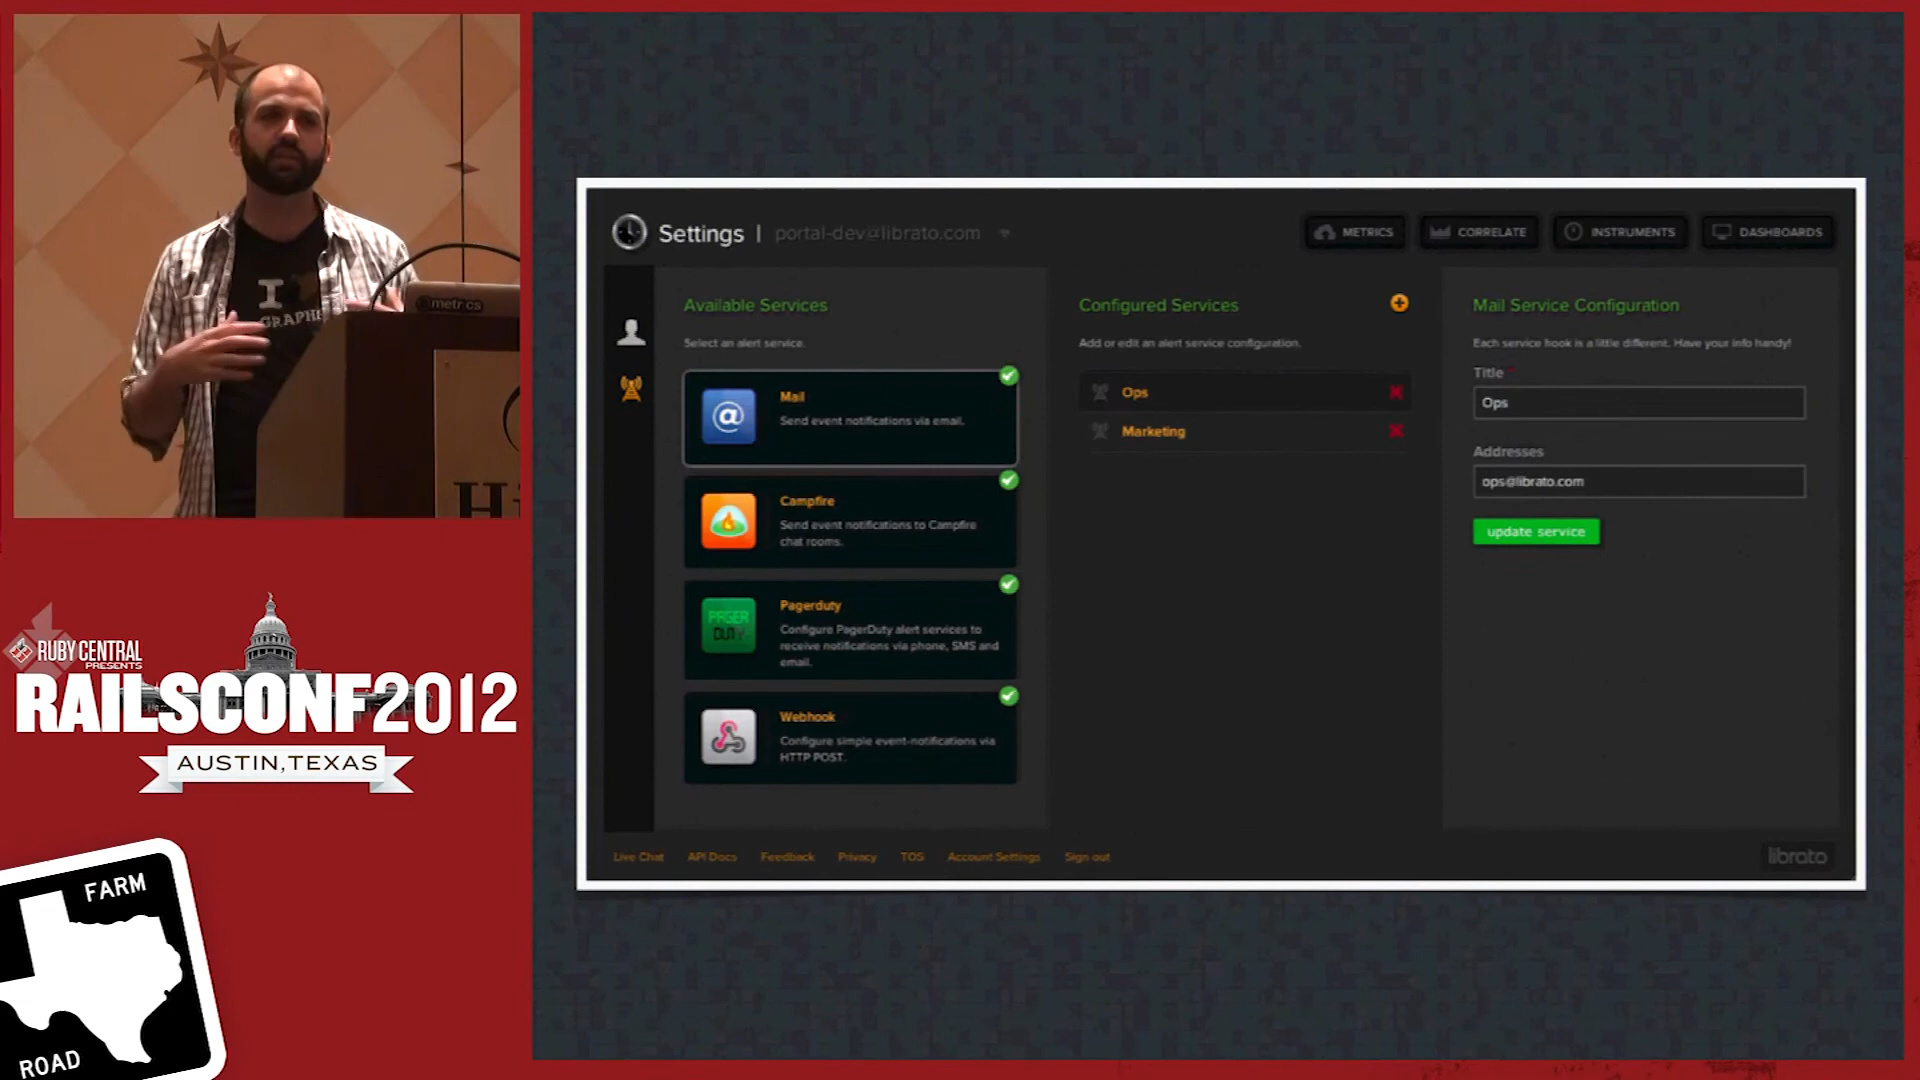 I
GRAPHS
metrics
H
RUBY CENTRAL
PRESENTS
RAILSCONF2012
AUSTIN, TEXAS
FARM
ROAD
Settings | portal-dev@librato.com
METRICS
CORRELATE
INSTRUMENTS
DASHBOARDS
Available Services
Select an alert service.
Mail
Send event notifications via email.
Campfire
Send event notifications to Campfire
chat rooms.
PAGER
DUTY
Pagerduty
Configure PagerDuty alert services to
receive notifications via phone, SMS and
email.
Webhook
Configure simple event-notifications via
HTTP POST.
Configured Services
Add or edit an alert service configuration.
Ops
Marketing
Mail Service Configuration
Each service hook is a little different. Have your info handy!
Title *
Ops
Addresses
ops@librato.com
update service
Live Chat
API Docs
Feedback
Privacy
TOS
Account Settings
Sign out
librato